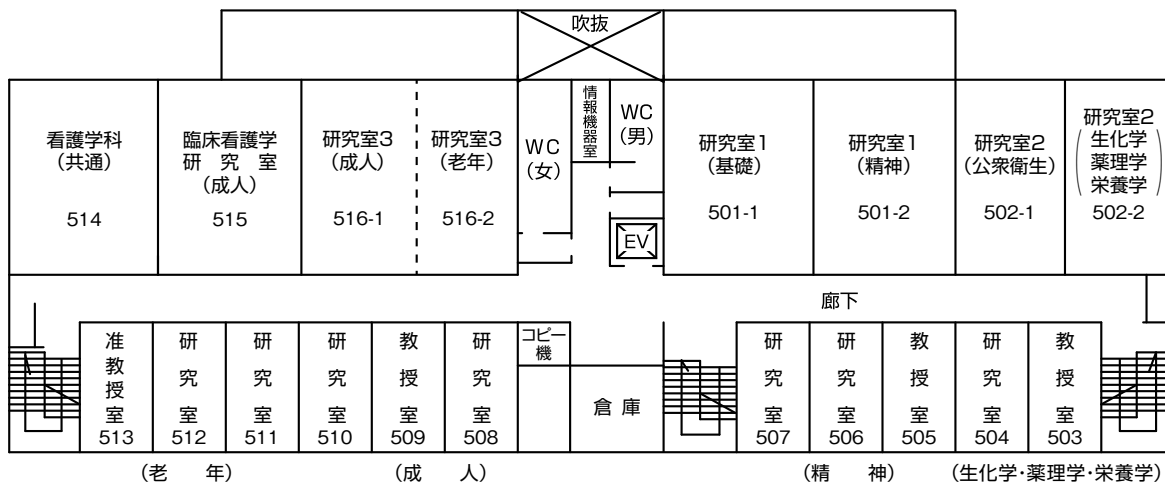 吹抜
看護学科
(共通)
514
臨床看護学
研究室
(成人)
515
研究室3
(成人)
516-1
研究室3
(老年)
516-2
WC
(女)
情報機器室
WC
(男)
EV
研究室1
(基礎)
501-1
研究室1
(精神)
501-2
研究室2
(公衆衛生)
502-1
研究室2
(生化学
薬理学
栄養学)
502-2
廊下
准教授室
513
研究室
512
研究室
511
研究室
510
教授室
509
研究室
508
コピー
機
倉庫
研究室
507
研究室
506
教授室
505
研究室
504
教授室
503
(老年)
(成人)
(精神)
(生化学・薬理学・栄養学)